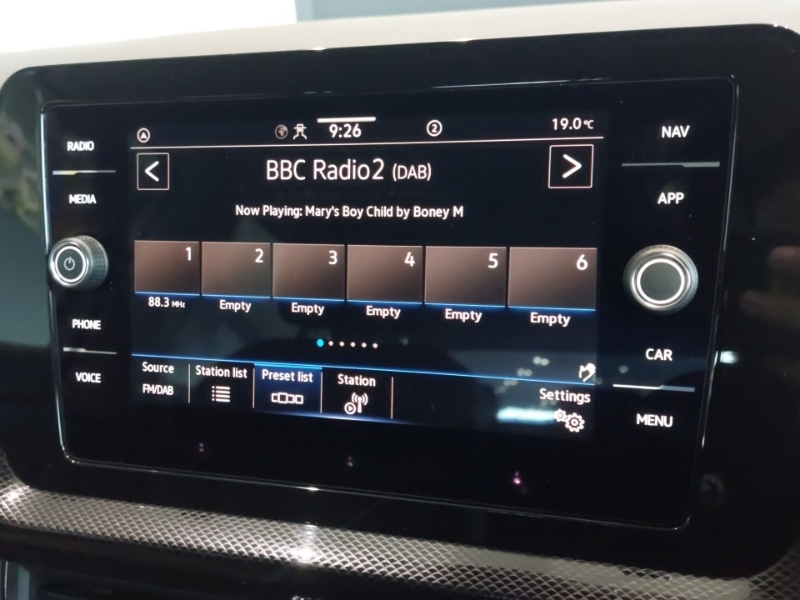 RADIO
MEDIA
PHONE
VOICE
9:26
2
19.0°C
BBC Radio2 (DAB)
Now Playing: Mary's Boy Child by Boney M
1 2 3 4 5 6
88.3 MHz Empty Empty Empty Empty Empty
Source
FM/DAB
Station list
Preset list
Station
Settings
NAV
APP
CAR
MENU